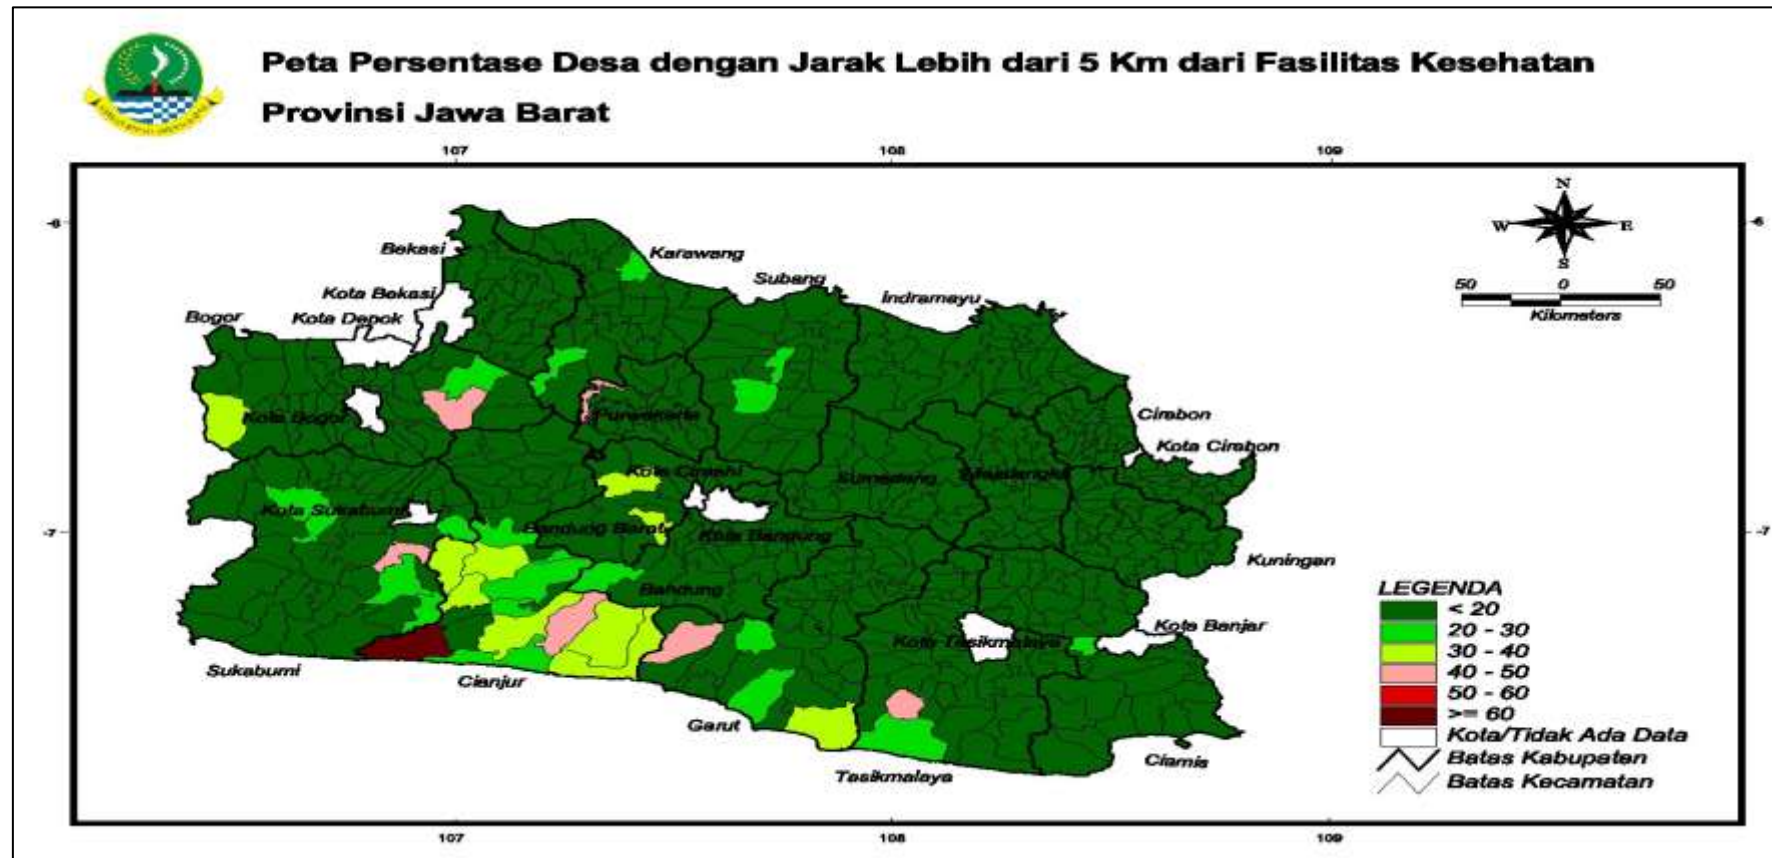 Peta Persentase Desa dengan Jarak Lebih dari 5 Km dari Fasilitas Kesehatan
Provinsi Jawa Barat
107
108
109
-6
-6
N
W
E
S
50 0 50
Kilometers
Bekasi
Karawang
Subang
Kota Bekasi
Indramayu
Bogor
Kota Depok
Kota Bogor
Purwakarta
Cirebon
Kota Cirebon
Kota Cimahi
Sumedang
Majalengka
Kota Sukabumi
Bandung Barat
Kota Bandung
-7
-7
Kuningan
Bandung
Kota Tasikmalaya
Kota Banjar
Sukabumi
Cianjur
Garut
Tasikmalaya
Ciamis
LEGENDA
< 20
20 - 30
30 - 40
40 - 50
50 - 60
>= 60
Kota/Tidak Ada Data
Batas Kabupaten
Batas Kecamatan
107
108
109